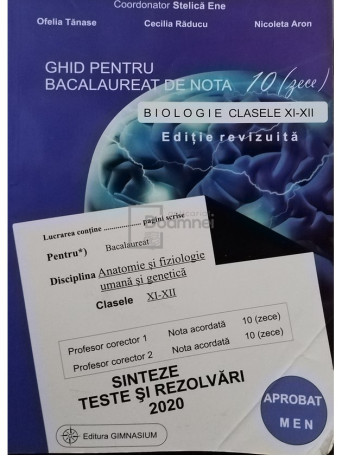 Coordonator Stelică Ene
Ofelia Tănase Cecilia Răducu Nicoleta Aron
GHID PENTRU
BACALAUREAT DE NOTA 10 (zece)
BIOLOGIE CLASELE XI-XII
Ediție revizuită
Lucrarea conține .................... pagini scrise
Pentru*) Bacalaureat
Disciplina Anatomie și fiziologie
umană și genetică
Clasele XI-XII
Profesor corector 1 Nota acordată 10 (zece)
Profesor corector 2 Nota acordată 10 (zece)
SINTEZE
TESTE ȘI REZOLVĂRI
2020
APROBAT
MEN
Editura GIMNASIUM